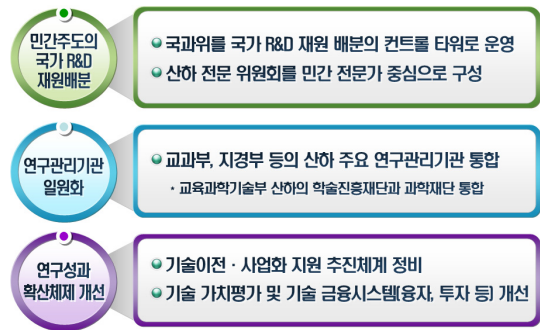 민간주도의
국가 R&D
재원배분
국과위를 국가 R&D 재원 배분의 컨트롤 타워로 운영
산하 전문 위원회를 민간 전문가 중심으로 구성
연구관리기관
일원화
교과부, 지경부 등의 산하 주요 연구관리기관 통합
* 교육과학기술부 산하의 학술진흥재단과 과학재단 통합
연구성과
확산체제 개선
기술이전 · 사업화 지원 추진체계 정비
기술 가치평가 및 기술 금융시스템(융자, 투자 등) 개선